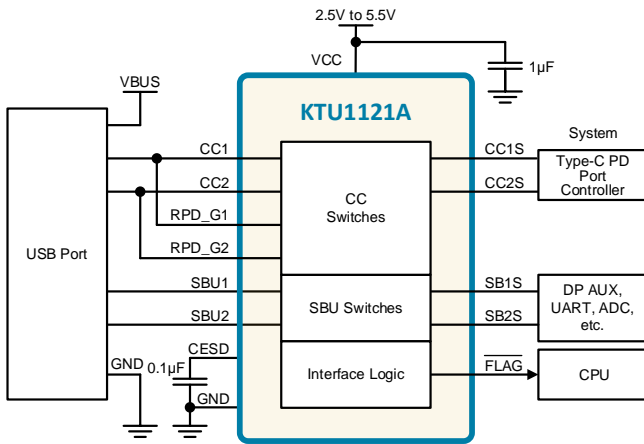 2.5V to 5.5V
VCC
1µF
VBUS
KTU1121A
System
CC1
CC1S
Type-C PD
Port
Controller
CC2
CC2S
CC
Switches
RPD_G1
RPD_G2
USB Port
SBU1
SB1S
DP AUX,
UART, ADC,
etc.
SBU Switches
SBU2
SB2S
CESD
0.1µF
GND
Interface Logic
FLAG
CPU
GND